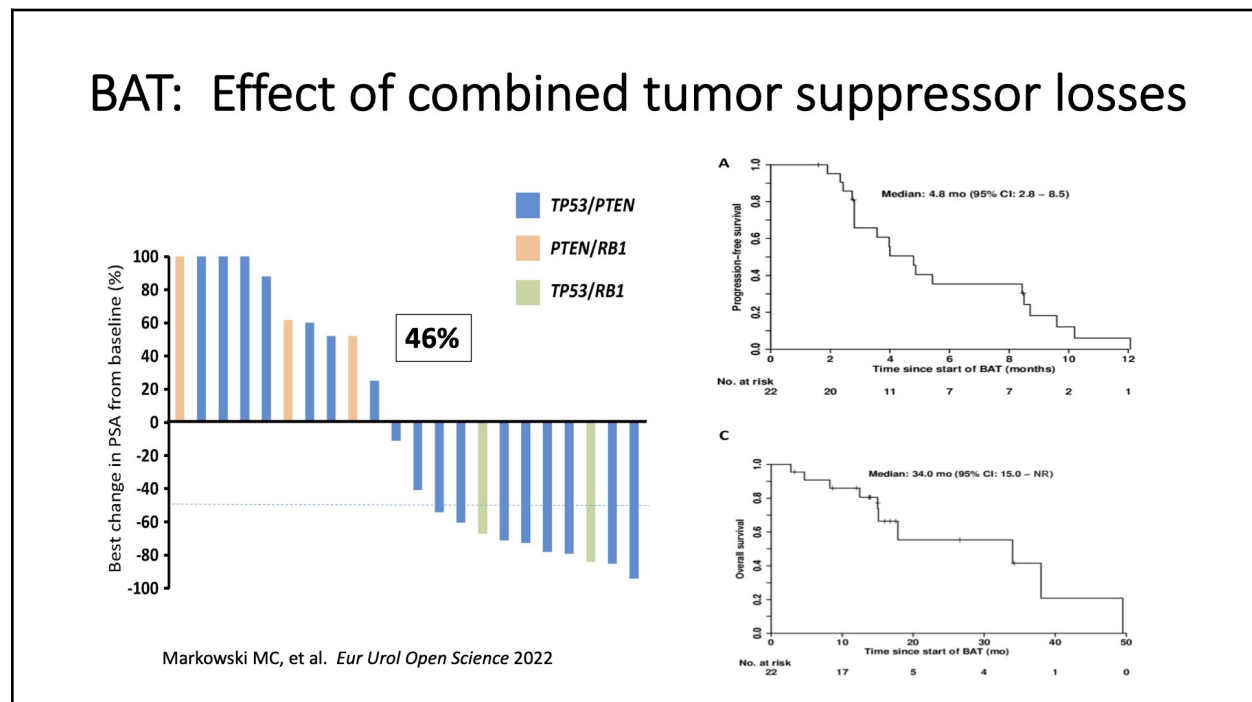 BAT: Effect of combined tumor suppressor losses
TP53/PTEN
PTEN/RB1
TP53/RB1
46%
Best change in PSA from baseline (%)
100
80
60
40
20
0
-20
-40
-60
-80
-100
Markowski MC, et al. Eur Urol Open Science 2022
A
Median: 4.8 mo (95% CI: 2.8 – 8.5)
Progression–free survival
1.0
0.8
0.6
0.4
0.2
0.0
0 2 4 6 8 10 12
Time since start of BAT (months)
No. at risk
22 20 11 7 7 2 1
C
Median: 34.0 mo (95% CI: 15.0 – NR)
Overall survival
1.0
0.8
0.6
0.4
0.2
0.0
0 10 20 30 40 50
Time since start of BAT (mo)
No. at risk
22 17 5 4 1 0